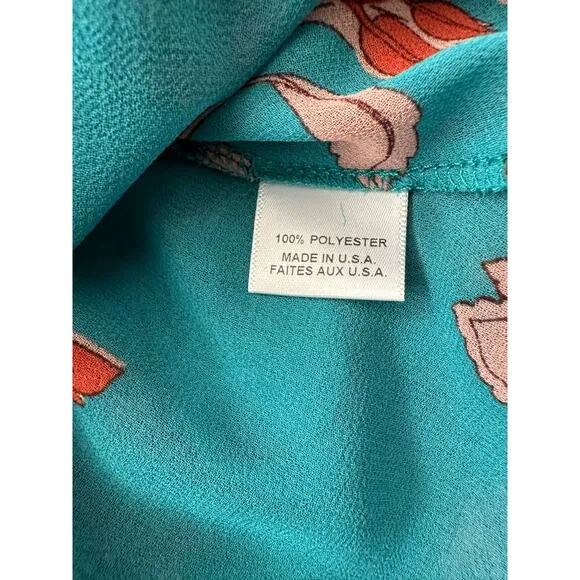 100% POLYESTER
MADE IN U.S.A.
FAITES AUX U.S.A.